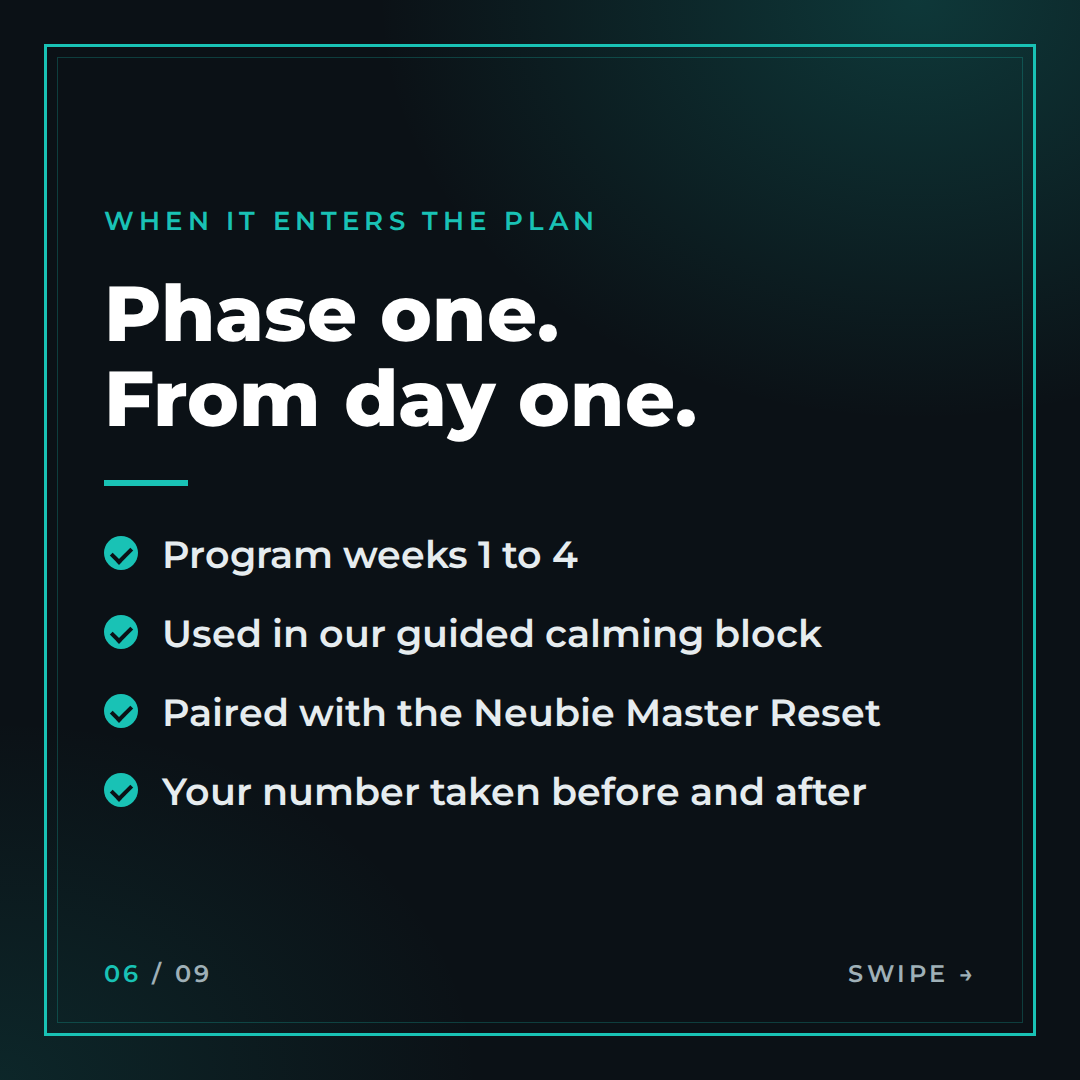 WHEN IT ENTERS THE PLAN
Phase one.
From day one.
Program weeks 1 to 4
Used in our guided calming block
Paired with the Neubie Master Reset
Your number taken before and after
06 / 09
SWIPE →